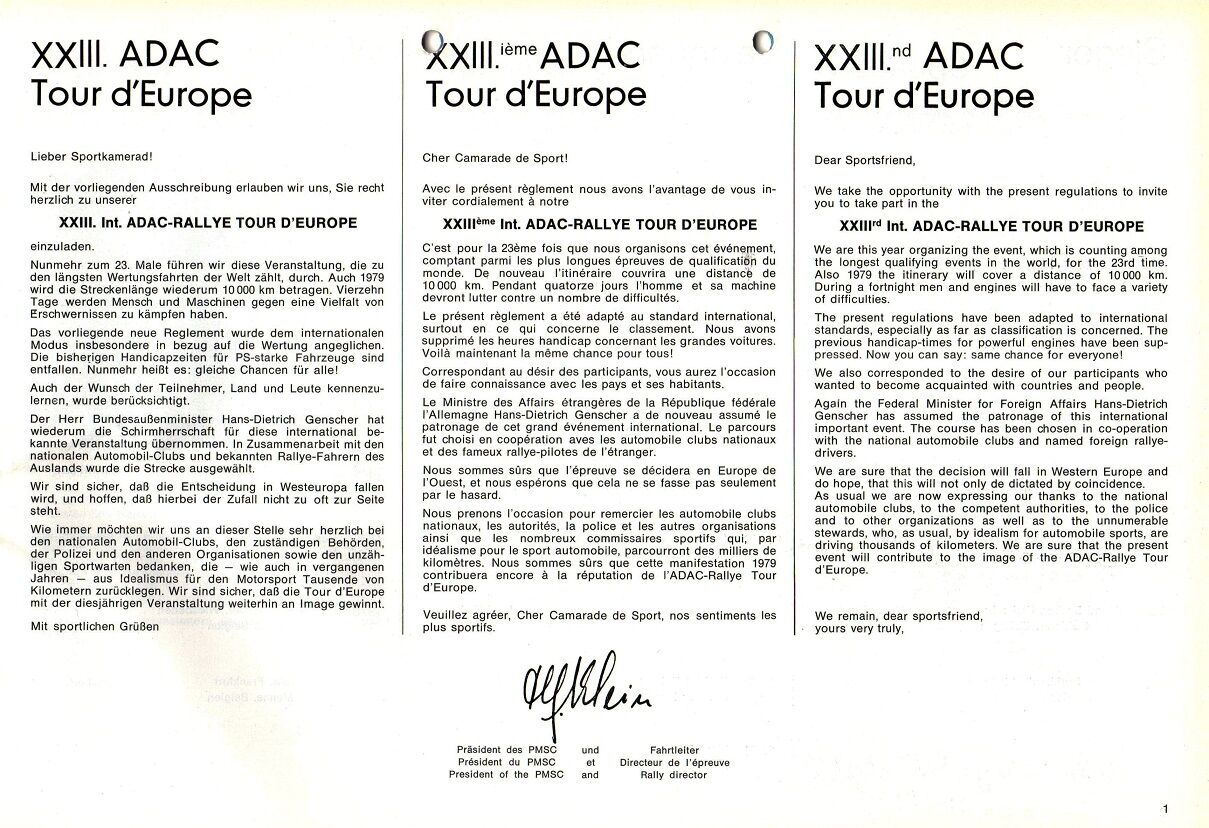 XXIII. ADAC
Tour d'Europe
Lieber Sportkamerad!
Mit der vorliegenden Ausschreibung erlauben wir uns, Sie recht
herzlich zu unserer
XXIII. Int. ADAC-RALLYE TOUR D'EUROPE
einzuladen.
Nunmehr zum 23. Male führen wir diese Veranstaltung, die zu
den längsten Wertungsfahrten der Welt zählt, durch. Auch 1979
wird die Streckenlänge wiederum 10 000 km betragen. Vierzehn
Tage werden Mensch und Maschinen gegen eine Vielfalt von
Erschwernissen zu kämpfen haben.
Das vorliegende neue Reglement wurde dem internationalen
Modus insbesondere in bezug auf die Wertung angeglichen.
Die bisherigen Handicapzeiten für PS-starke Fahrzeuge sind
entfallen. Nunmehr heißt es: gleiche Chancen für alle!
Auch der Wunsch der Teilnehmer, Land und Leute kennenzu-
lernen, wurde berücksichtigt.
Der Herr Bundesaußenminister Hans-Dietrich Genscher hat
wiederum die Schirmherrschaft für diese international be-
kannte Veranstaltung übernommen. In Zusammenarbeit mit den
nationalen Automobil-Clubs und bekannten Rallye-Fahrern des
Auslands wurde die Strecke ausgewählt.
Wir sind sicher, daß die Entscheidung in Westeuropa fallen
wird, und hoffen, daß hierbei der Zufall nicht zu oft zur Seite
steht.
Wie immer möchten wir uns an dieser Stelle sehr herzlich bei
den nationalen Automobil-Clubs, den zuständigen Behörden,
der Polizei und den anderen Organisationen sowie den unzäh-
ligen Sportwarten bedanken, die — wie auch in vergangenen
Jahren — aus Idealismus für den Motorsport Tausende von
Kilometern zurücklegen. Wir sind sicher, daß die Tour d'Europe
mit der diesjährigen Veranstaltung weiterhin an Image gewinnt.
Mit sportlichen Grüßen
XXIII.ième ADAC
Tour d'Europe
Cher Camarade de Sport!
Avec le présent règlement nous avons l'avantage de vous in-
viter cordialement à notre
XXIIIème Int. ADAC-RALLYE TOUR D'EUROPE
C'est pour la 23ème fois que nous organisons cet événement,
comptant parmi les plus longues épreuves de qualification du
monde. De nouveau l'itinéraire couvrira une distance de
10 000 km. Pendant quatorze jours l'homme et sa machine
devront lutter contre un nombre de difficultés.
Le présent règlement a été adapté au standard international,
surtout en ce qui concerne le classement. Nous avons
supprimé les heures handicap concernant les grandes voitures.
Voilà maintenant la même chance pour tous!
Correspondant au désir des participants, vous aurez l'occasion
de faire connaissance avec les pays et ses habitants.
Le Ministre des Affaires étrangères de la République fédérale
l'Allemagne Hans-Dietrich Genscher a de nouveau assumé le
patronage de cet grand événement international. Le parcours
fut choisi en coopération aves les automobile clubs nationaux
et des fameux rallye-pilotes de l'étranger.
Nous sommes sûrs que l'épreuve se décidera en Europe de
l'Ouest, et nous espérons que cela ne se fasse pas seulement
par le hasard.
Nous prenons l'occasion pour remercier les automobile clubs
nationaux, les autorités, la police et les autres organisations
ainsi que les nombreux commissaires sportifs qui, par
idéalisme pour le sport automobile, parcourront des milliers de
kilomètres. Nous sommes sûrs que cette manifestation 1979
contribuera encore à la réputation de l'ADAC-Rallye Tour
d'Europe.
Veuillez agréer, Cher Camarade de Sport, nos sentiments les
plus sportifs.
XXIII.nd ADAC
Tour d'Europe
Dear Sportsfriend,
We take the opportunity with the present regulations to invite
you to take part in the
XXIIIrd Int. ADAC-RALLYE TOUR D'EUROPE
We are this year organizing the event, which is counting among
the longest qualifying events in the world, for the 23rd time.
Also 1979 the itinerary will cover a distance of 10 000 km.
During a fortnight men and engines will have to face a variety
of difficulties.
The present regulations have been adapted to international
standards, especially as far as classification is concerned. The
previous handicap-times for powerful engines have been sup-
pressed. Now you can say: same chance for everyone!
We also corresponded to the desire of our participants who
wanted to become acquainted with countries and people.
Again the Federal Minister for Foreign Affairs Hans-Dietrich
Genscher has assumed the patronage of this international
important event. The course has been chosen in co-operation
with the national automobile clubs and named foreign rallye-
drivers.
We are sure that the decision will fall in Western Europe and
do hope, that this will not only de dictated by coincidence.
As usual we are now expressing our thanks to the national
automobile clubs, to the competent authorities, to the police
and to other organizations as well as to the unnumerable
stewards, who, as usual, by idealism for automobile sports, are
driving thousands of kilometers. We are sure that the present
event will contribute to the image of the ADAC-Rallye Tour
d'Europe.
We remain, dear sportsfriend,
yours very truly,
Klein
Präsident des PMSC und Fahrtleiter
Président du PMSC et Directeur de l'épreuve
President of the PMSC and Rally director
1